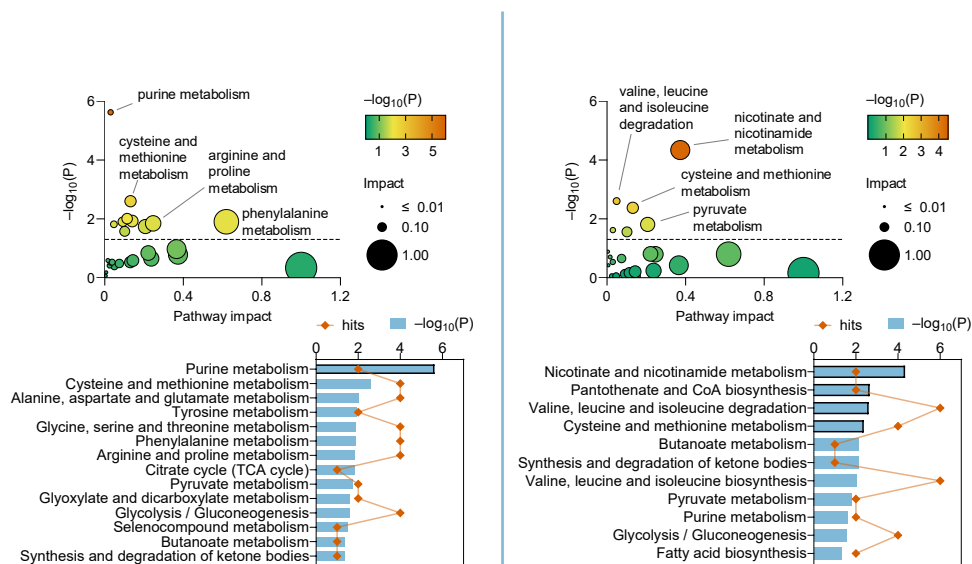 purine metabolism
cysteine and
methionine
metabolism
arginine and
proline
metabolism
phenylalanine
metabolism
−log10(P)
6
4
2
0
0 0.4 0.8 1.2
Pathway impact
−log10(P)
1 3 5
Impact
≤ 0.01
0.10
1.00
hits −log10(P)
0 2 4 6
Purine metabolism
Cysteine and methionine metabolism
Alanine, aspartate and glutamate metabolism
Tyrosine metabolism
Glycine, serine and threonine metabolism
Phenylalanine metabolism
Arginine and proline metabolism
Citrate cycle (TCA cycle)
Pyruvate metabolism
Glyoxylate and dicarboxylate metabolism
Glycolysis / Gluconeogenesis
Selenocompound metabolism
Butanoate metabolism
Synthesis and degradation of ketone bodies
valine, leucine
and isoleucine
degradation
nicotinate and
nicotinamide
metabolism
cysteine and methionine
metabolism
pyruvate
metabolism
−log10(P)
6
4
2
0
0 0.4 0.8 1.2
Pathway impact
−log10(P)
1 2 3 4
Impact
≤ 0.01
0.10
1.00
hits −log10(P)
0 2 4 6
Nicotinate and nicotinamide metabolism
Pantothenate and CoA biosynthesis
Valine, leucine and isoleucine degradation
Cysteine and methionine metabolism
Butanoate metabolism
Synthesis and degradation of ketone bodies
Valine, leucine and isoleucine biosynthesis
Pyruvate metabolism
Purine metabolism
Glycolysis / Gluconeogenesis
Fatty acid biosynthesis